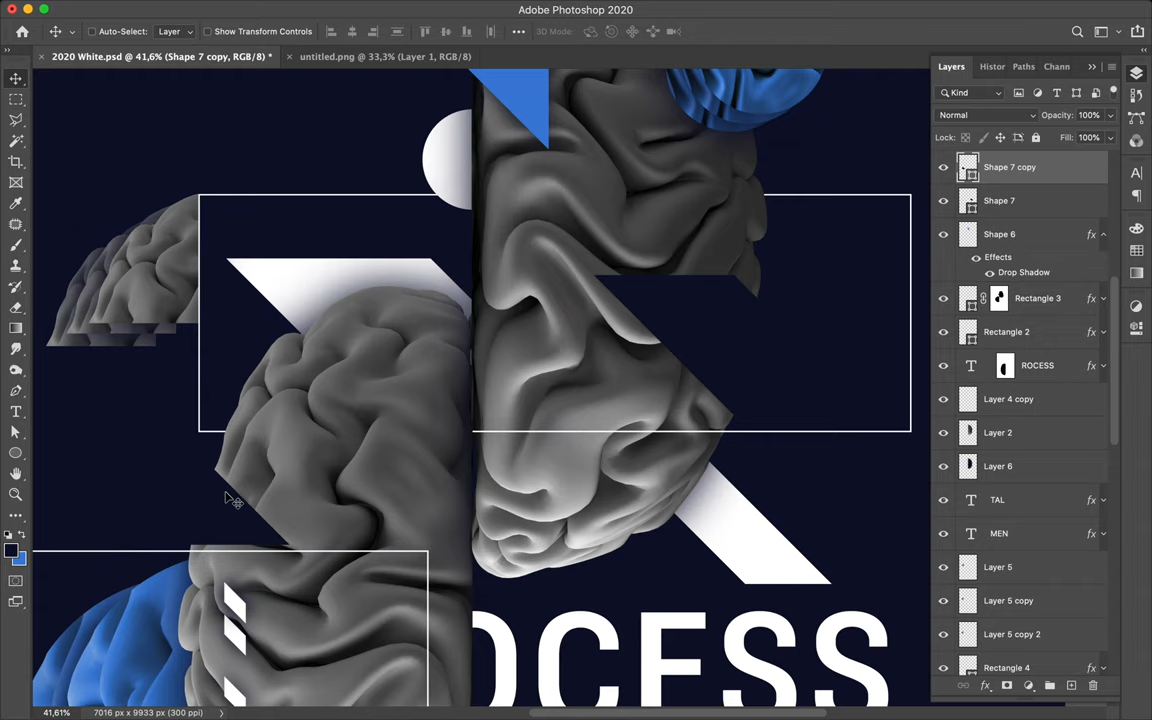 Adobe Photoshop 2020
Auto-Select: Layer Show Transform Controls 3D Mode:
2020 White.psd @ 41,6% (Shape 7 copy, RGB/8) * untitled.png @ 33,3% (Layer 1, RGB/8)
Layers Histor Paths Chann
Kind
Normal Opacity: 100%
Lock: Fill: 100%
Shape 7 copy
Shape 7
Shape 6 fx
Effects
Drop Shadow
Rectangle 3 fx
Rectangle 2
ROCESS fx
Layer 4 copy
Layer 2
Layer 6
TAL
MEN
Layer 5
Layer 5 copy
Layer 5 copy 2
Rectangle 4 fx
OCESS
41,61% 7016 px x 9933 px (300 ppi)